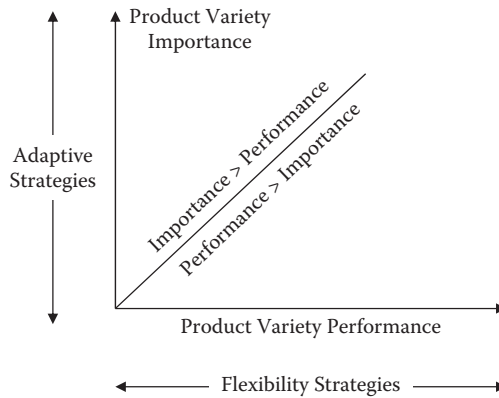 Product Variety
Importance
Adaptive
Strategies
Importance > Performance
Performance > Importance
Product Variety Performance
Flexibility Strategies